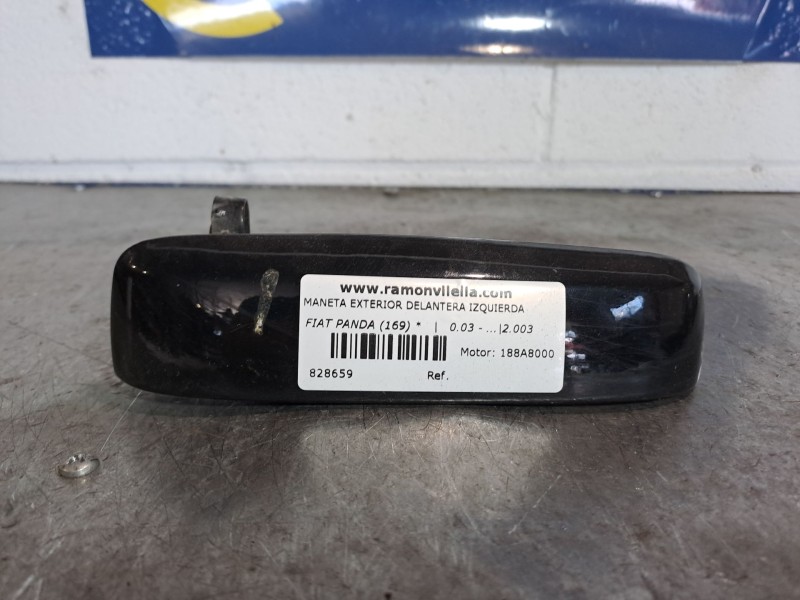 www.ramonvilella.com
MANETA EXTERIOR DELANTERA IZQUIERDA
FIAT PANDA (169) * | 0.03 - ...|2.003
Motor: 188A8000
828659 Ref.